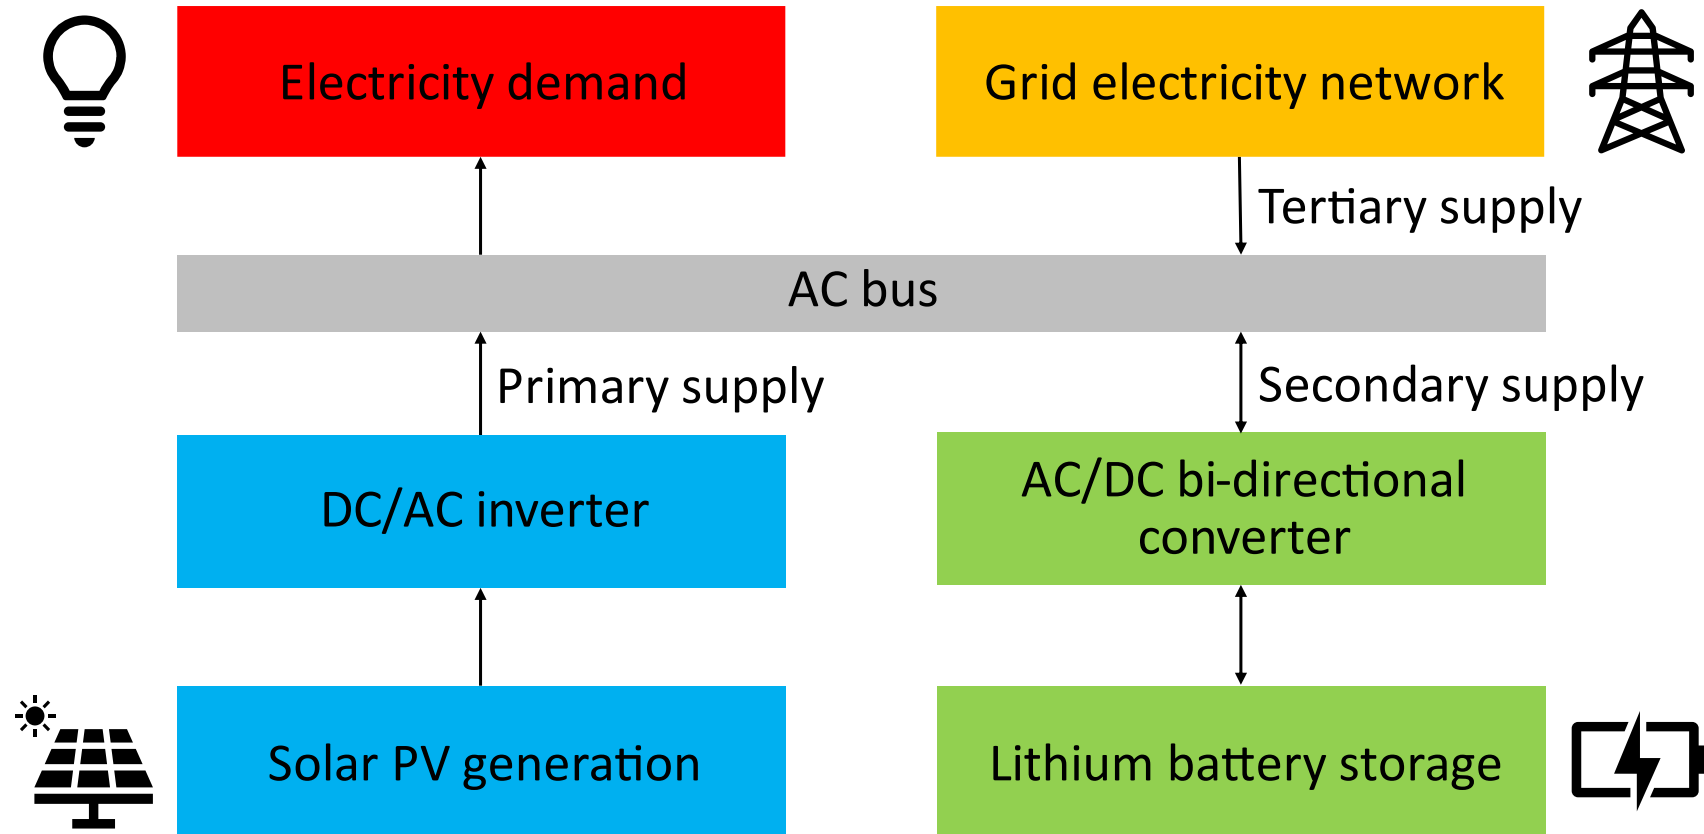 Electricity demand
Grid electricity network
Tertiary supply
AC bus
Primary supply
Secondary supply
DC/AC inverter
AC/DC bi-directional
converter
Solar PV generation
Lithium battery storage